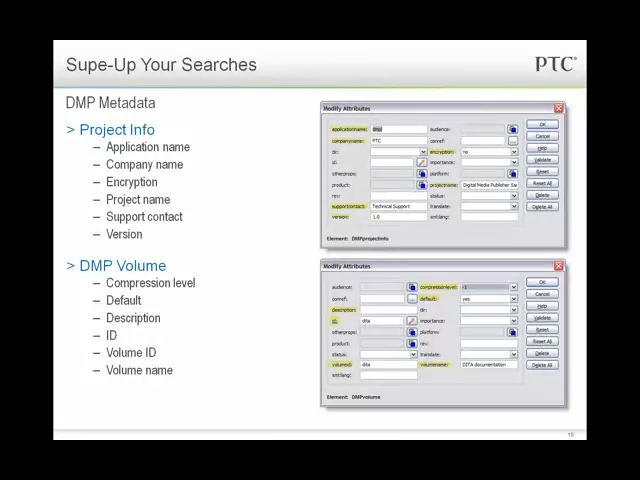 Supe-Up Your Searches
PTC
DMP Metadata
> Project Info
– Application name
– Company name
– Encryption
– Project name
– Support contact
– Version
> DMP Volume
– Compression level
– Default
– Description
– ID
– Volume ID
– Volume name
Modify Attributes
applicationname: audience: OK
companyname: PTC conref: Cancel
dir: encryption: no Help
id: importance: Validate
otherprops: platform: Reset
product: projectname: Digital Media Publisher Reset All
rev: status: Delete
supportcontact: Technical Support translate: Delete All
version: 1.0 xml:lang:
Element: DMPprojectInfo
Modify Attributes
audience: compressionlevel: -1 OK
conref: default: yes Cancel
description: dir: Help
id: dita importance: Validate
otherprops: platform: Reset
product: rev: Reset All
status: translate: Delete
volumeid: dita volumename: DITA documentation Delete All
xml:lang:
Element: DMPvolume
15